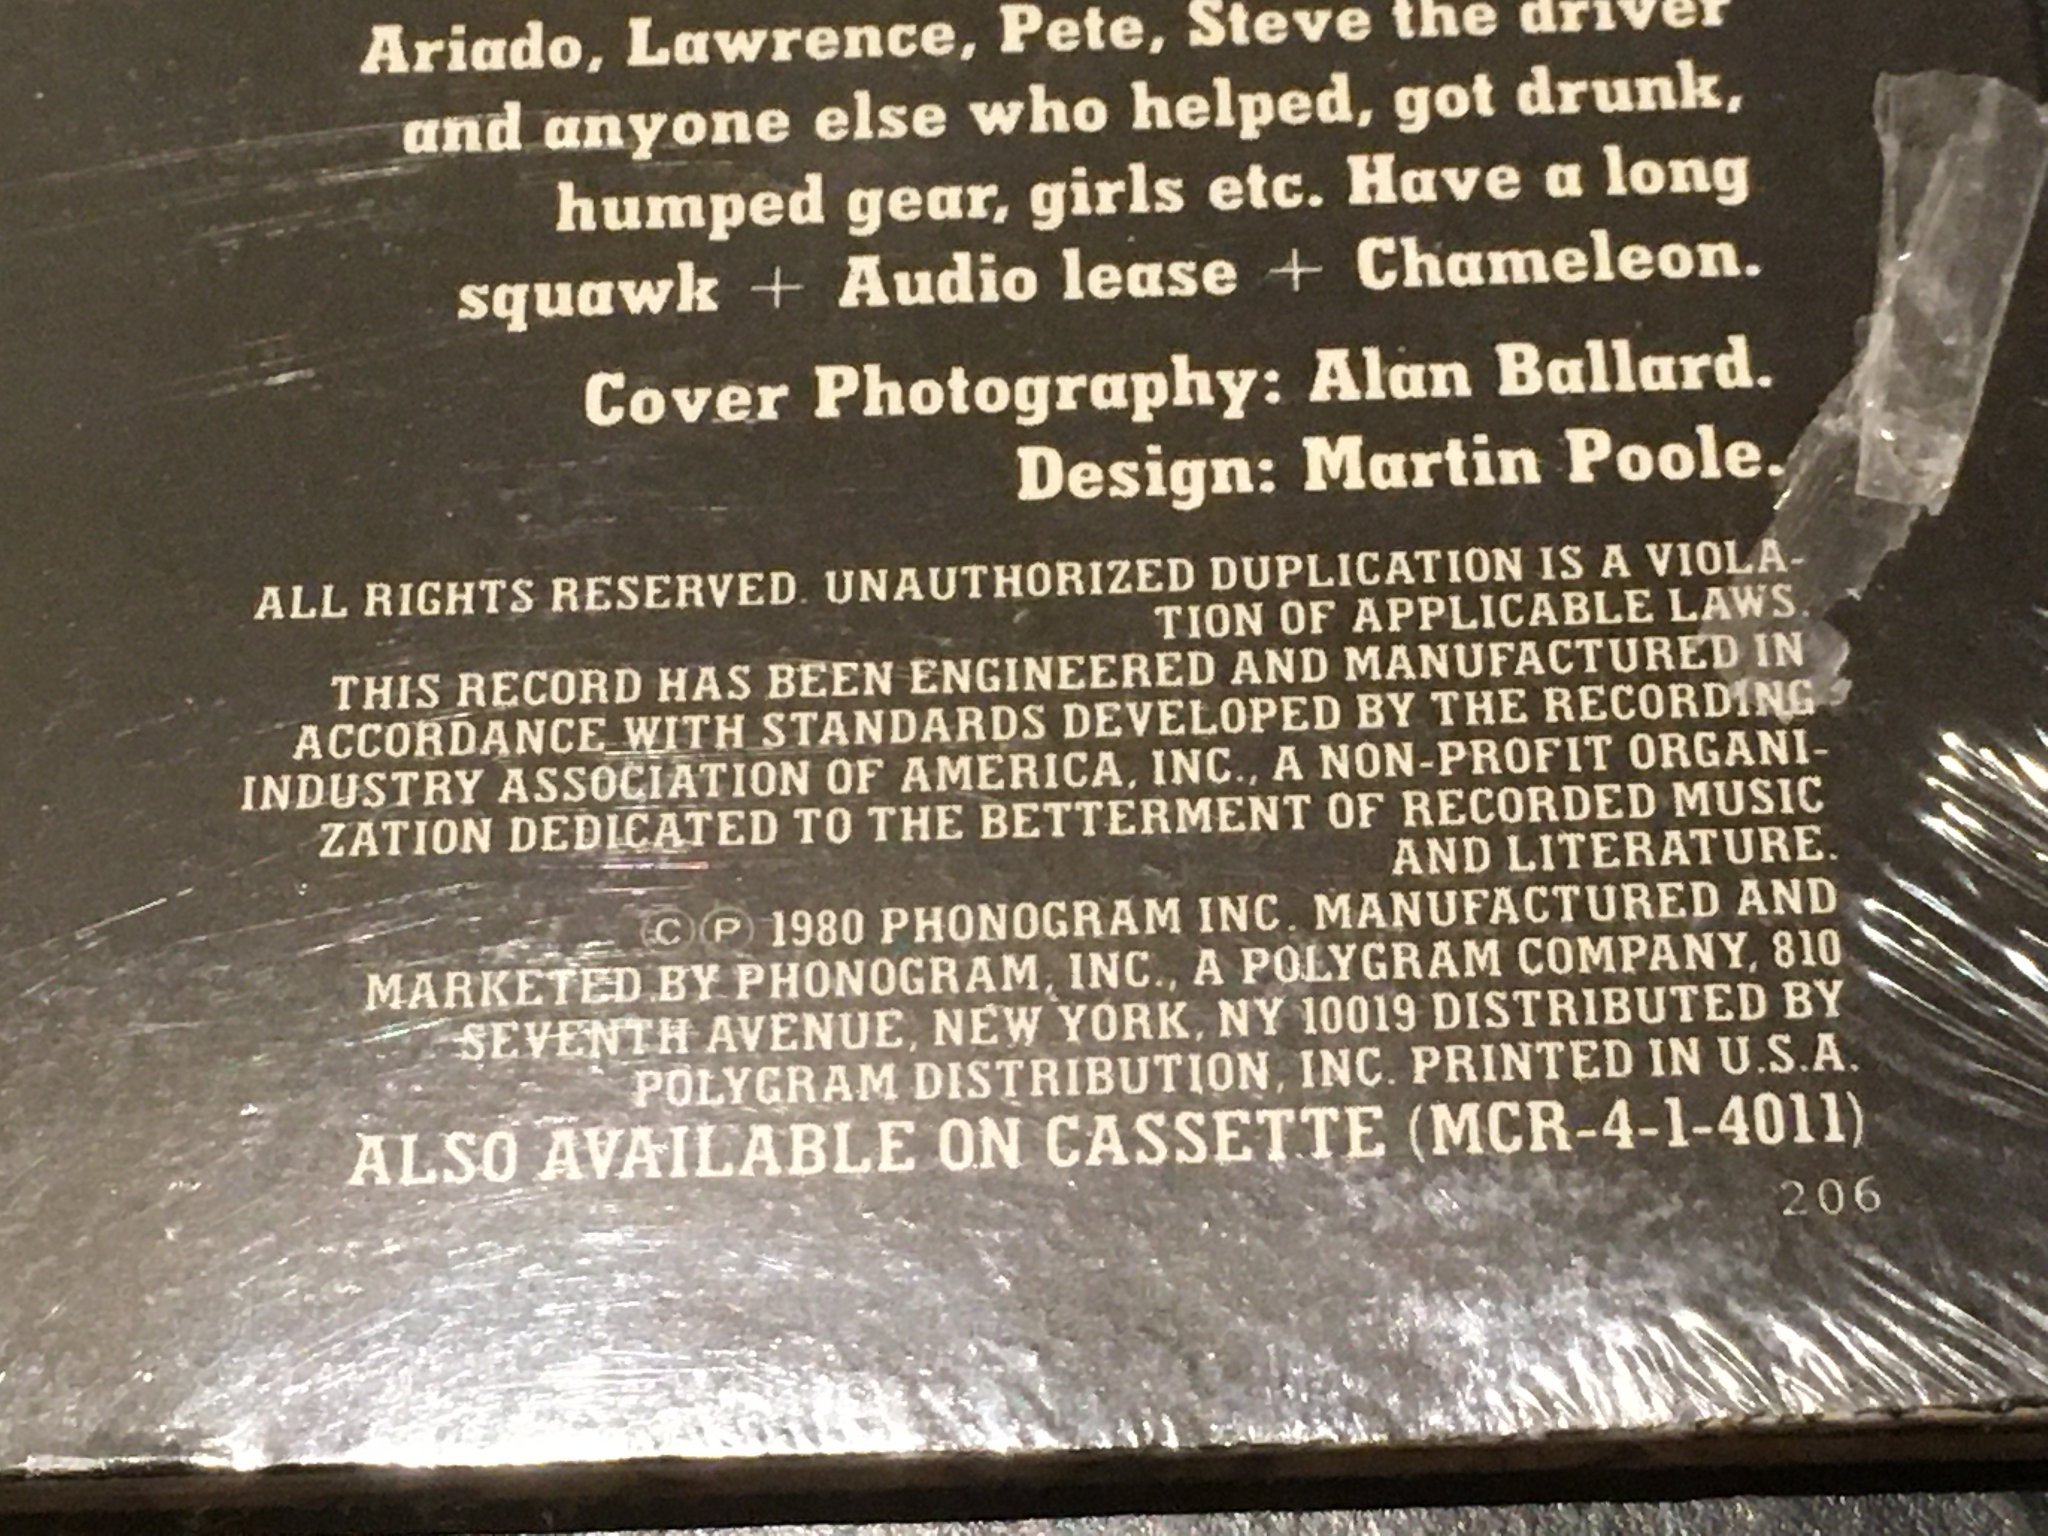 Ariado, Lawrence, Pete, Steve the driver
and anyone else who helped, got drunk,
humped gear, girls etc. Have a long
squawk + Audio lease + Chameleon.
Cover Photography: Alan Ballard.
Design: Martin Poole.
ALL RIGHTS RESERVED. UNAUTHORIZED DUPLICATION IS A VIOLA-
TION OF APPLICABLE LAWS.
THIS RECORD HAS BEEN ENGINEERED AND MANUFACTURED IN
ACCORDANCE WITH STANDARDS DEVELOPED BY THE RECORDING
INDUSTRY ASSOCIATION OF AMERICA, INC., A NON-PROFIT ORGANI-
ZATION DEDICATED TO THE BETTERMENT OF RECORDED MUSIC
AND LITERATURE.
©℗ 1980 PHONOGRAM INC. MANUFACTURED AND
MARKETED BY PHONOGRAM, INC., A POLYGRAM COMPANY, 810
SEVENTH AVENUE, NEW YORK, NY 10019 DISTRIBUTED BY
POLYGRAM DISTRIBUTION, INC. PRINTED IN U.S.A.
ALSO AVAILABLE ON CASSETTE (MCR-4-1-4011)
206